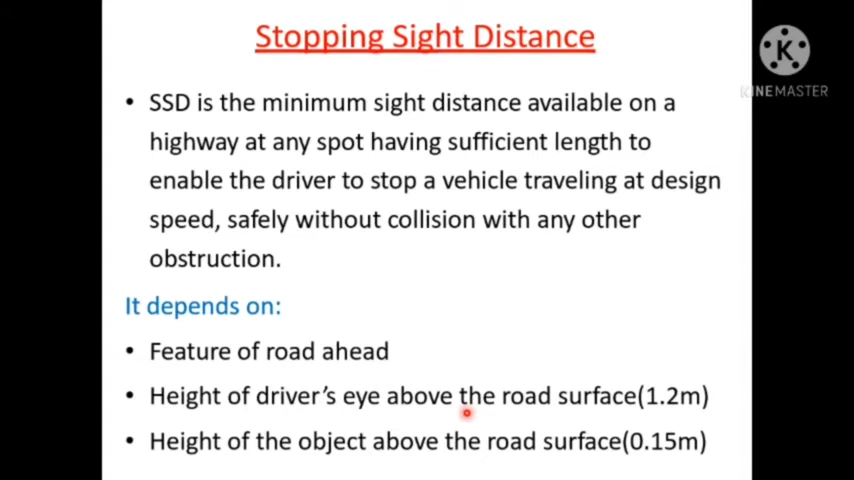 Stopping Sight Distance
K
KINEMASTER
• SSD is the minimum sight distance available on a
highway at any spot having sufficient length to
enable the driver to stop a vehicle traveling at design
speed, safely without collision with any other
obstruction.
It depends on:
• Feature of road ahead
• Height of driver’s eye above the road surface(1.2m)
• Height of the object above the road surface(0.15m)